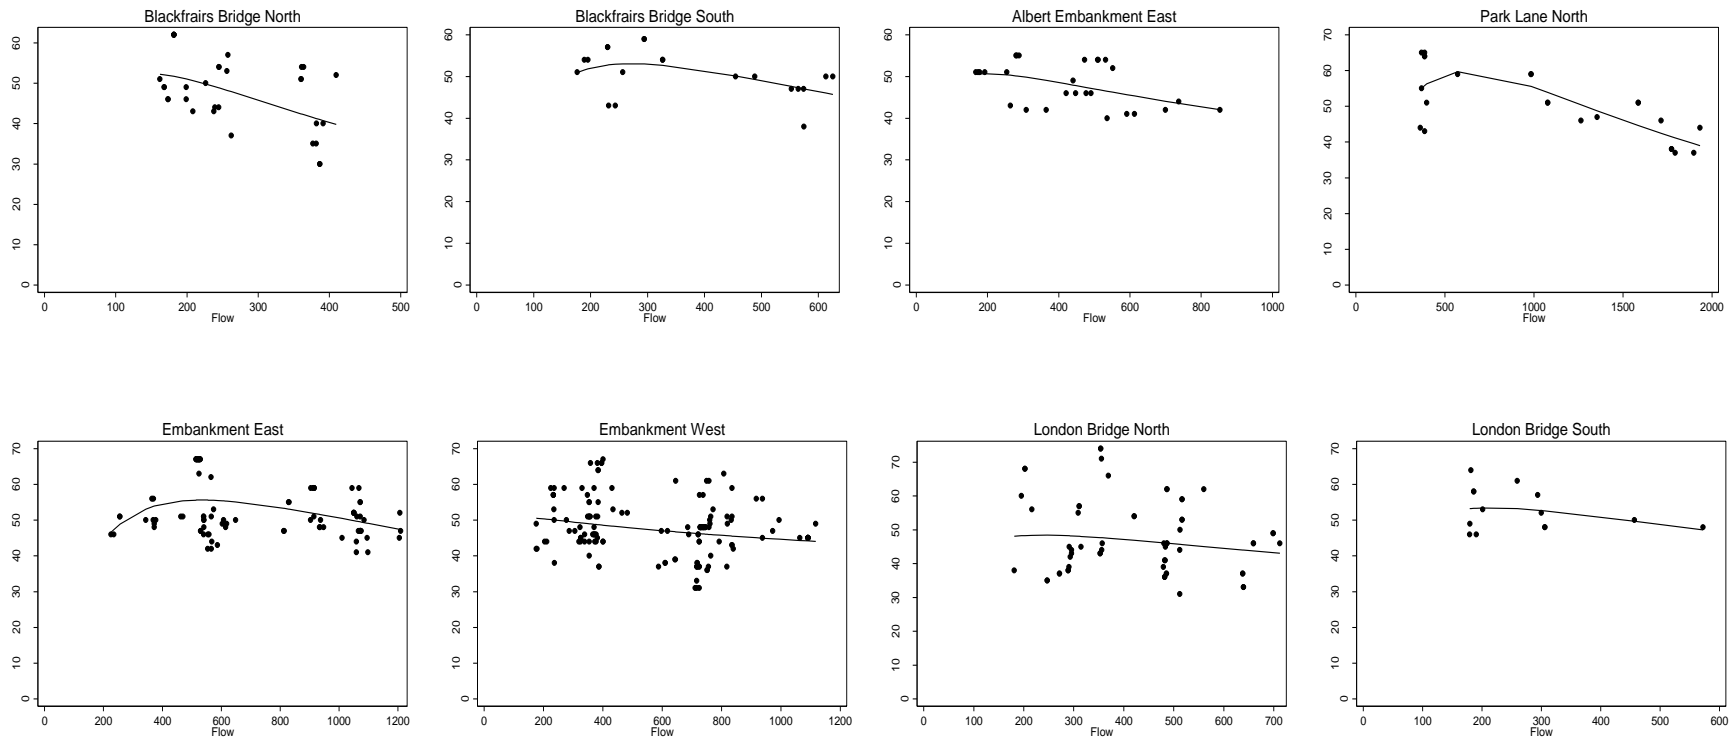 Blackfrairs Bridge North
Blackfrairs Bridge South
Albert Embankment East
Park Lane North
0 10 20 30 40 50 60
0 100 200 300 400 500
Flow
0 10 20 30 40 50 60
0 100 200 300 400 500 600
Flow
0 10 20 30 40 50 60
0 200 400 600 800 1000
Flow
0 10 20 30 40 50 60 70
0 500 1000 1500 2000
Flow
Embankment East
Embankment West
London Bridge North
London Bridge South
0 10 20 30 40 50 60 70
0 200 400 600 800 1000 1200
Flow
0 10 20 30 40 50 60 70
0 200 400 600 800 1000 1200
Flow
0 10 20 30 40 50 60 70
0 100 200 300 400 500 600 700
Flow
0 10 20 30 40 50 60 70
0 100 200 300 400 500 600
Flow